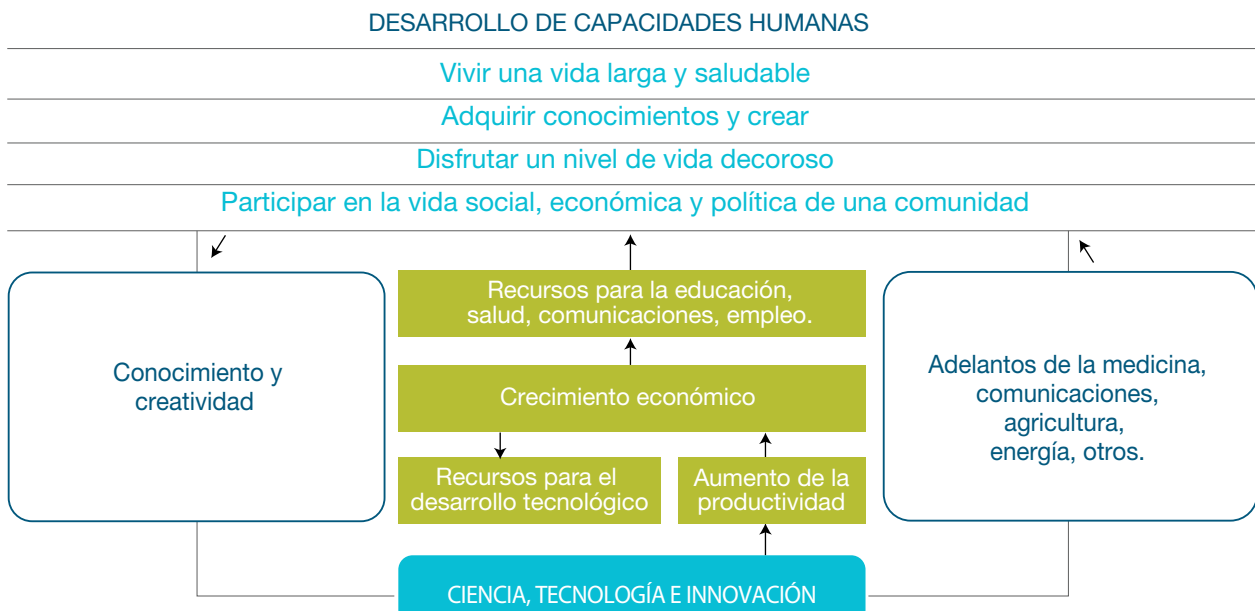 DESARROLLO DE CAPACIDADES HUMANAS
Vivir una vida larga y saludable
Adquirir conocimientos y crear
Disfrutar un nivel de vida decoroso
Participar en la vida social, económica y política de una comunidad
Conocimiento y
creatividad
Recursos para la educación,
salud, comunicaciones, empleo.
Crecimiento económico
Recursos para el
desarrollo tecnológico
Aumento de la
productividad
Adelantos de la medicina,
comunicaciones,
agricultura,
energía, otros.
CIENCIA, TECNOLOGÍA E INNOVACIÓN